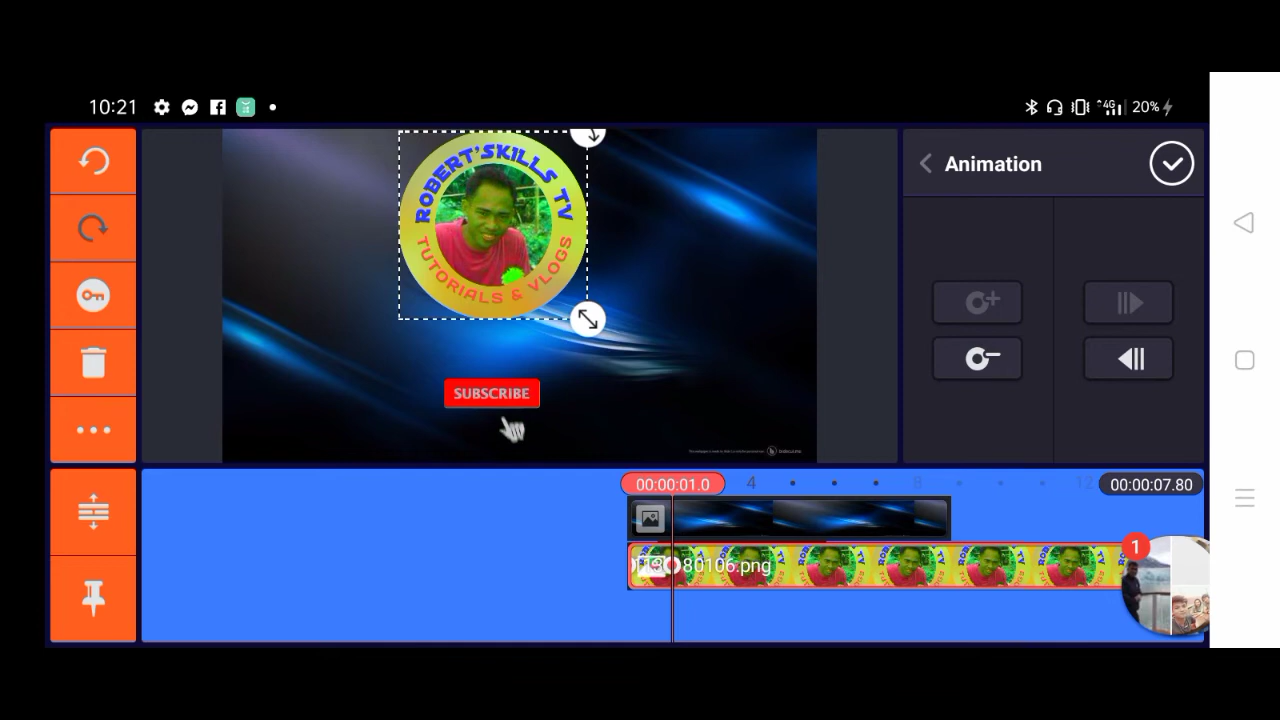 10:21
4G
20%
Animation
ROBERT'SKILLS TV
TUTORIALS & VLOGS
SUBSCRIBE
00:00:01.0
4
8
12
00:00:07.80
80106.png
1